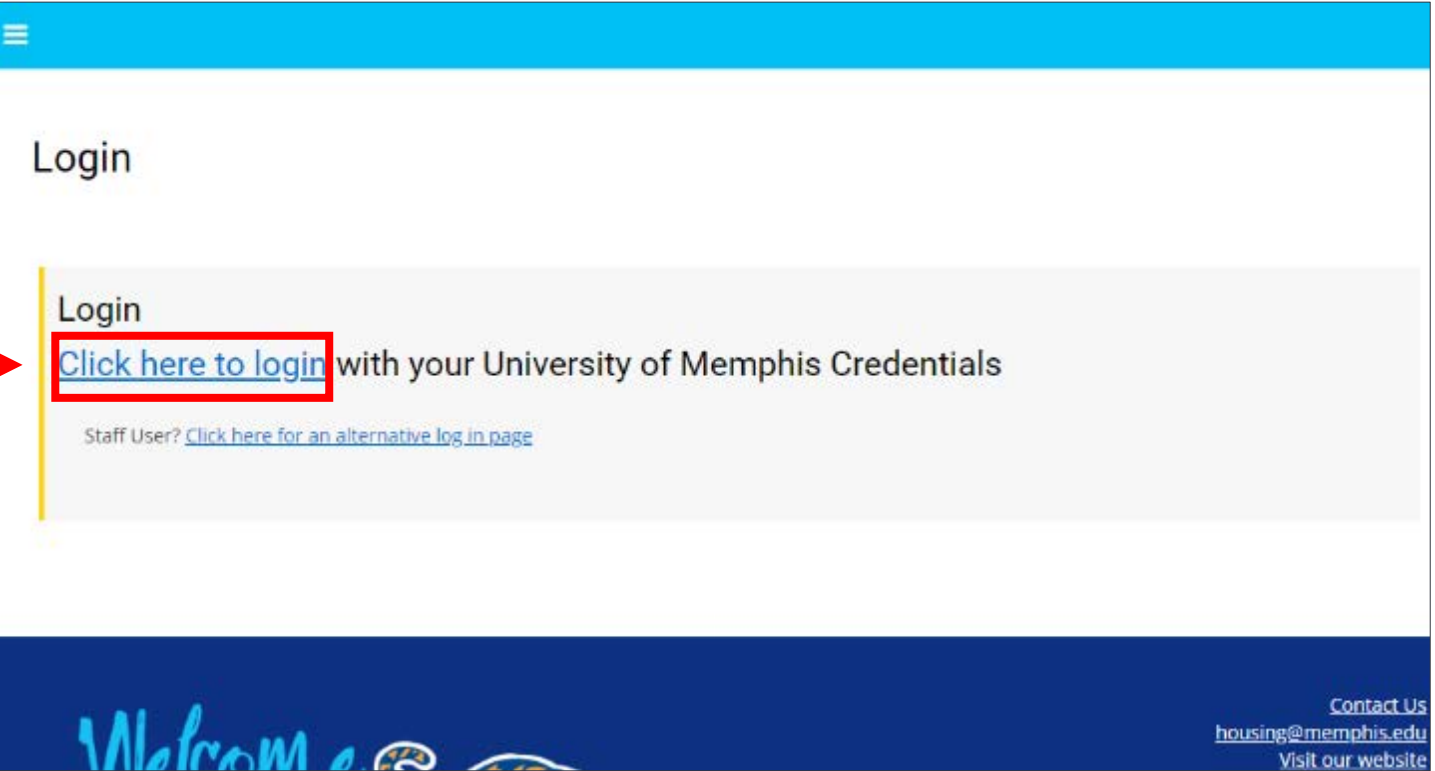 Login
Login
Click here to login with your University of Memphis Credentials
Staff User? Click here for an alternative log in page
Welcome
Contact Us
housing@memphis.edu
Visit our website